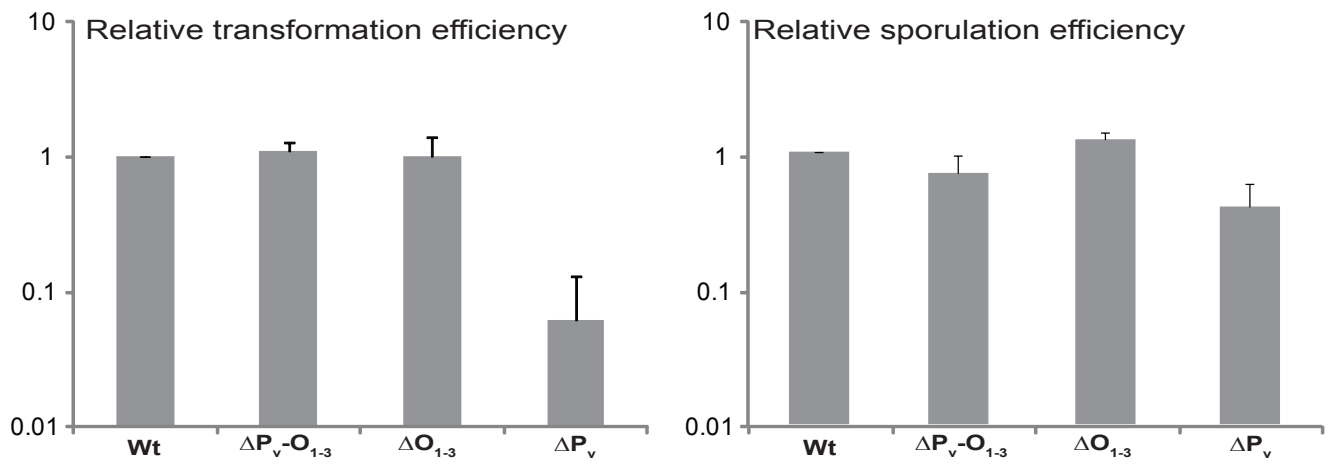 Relative transformation efficiency
10
1
0.1
0.01
Wt ΔPᵥ-O₁₋₃ ΔO₁₋₃ ΔPᵥ
Relative sporulation efficiency
10
1
0.1
0.01
Wt ΔPᵥ-O₁₋₃ ΔO₁₋₃ ΔPᵥ